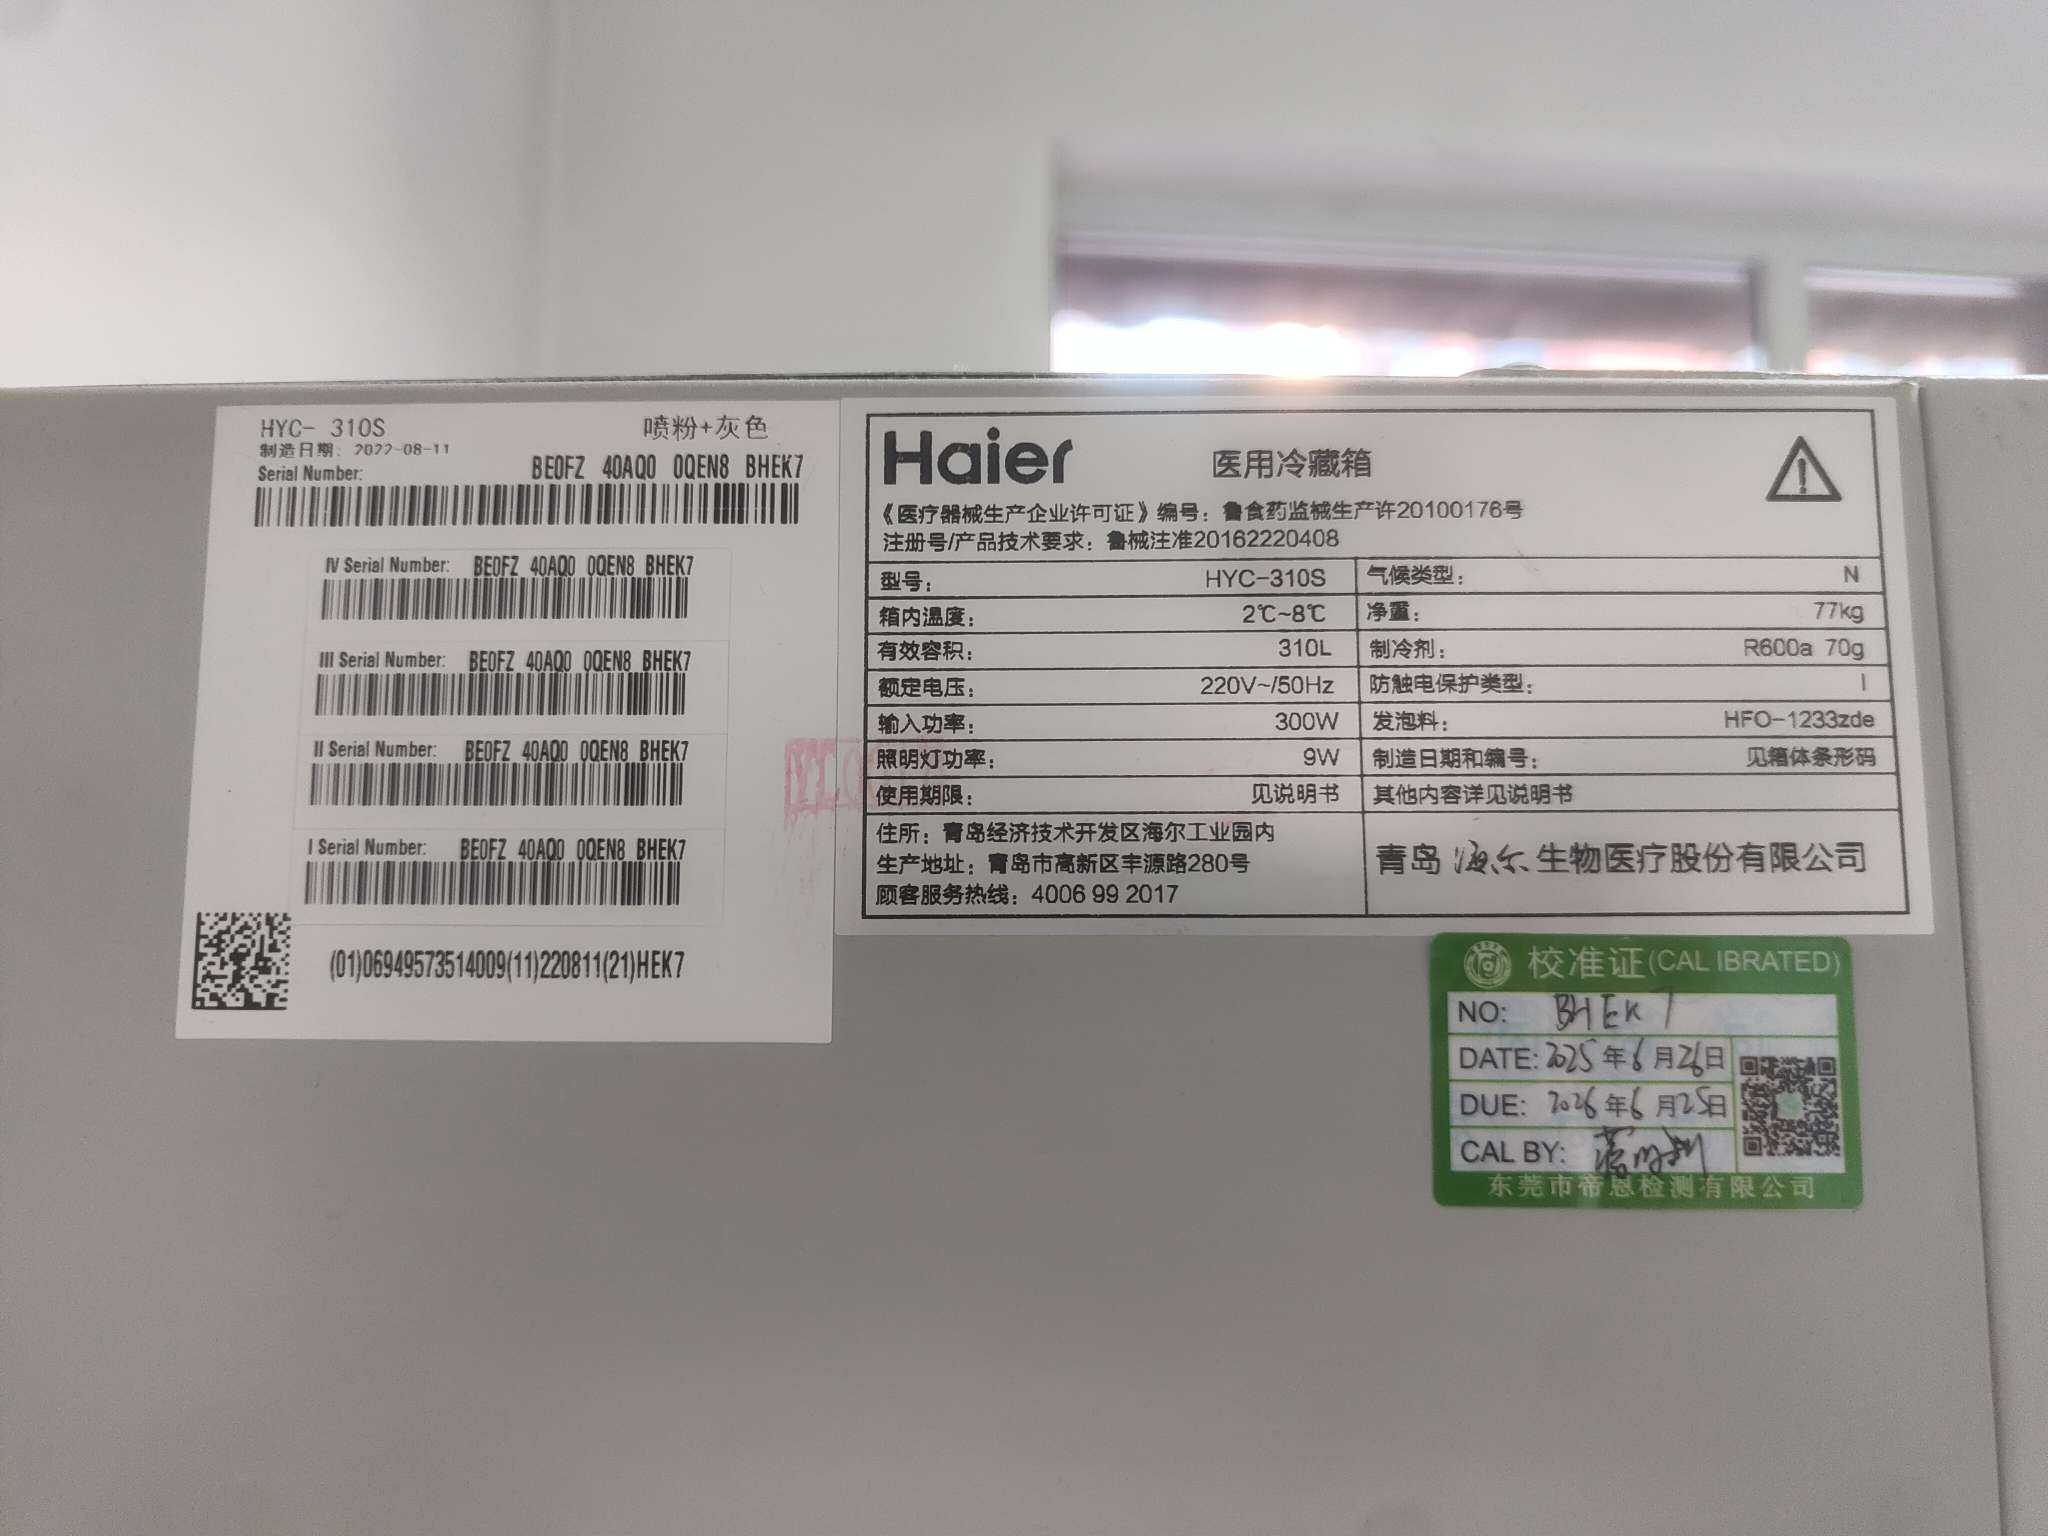 HYC- 310S 喷粉+灰色
制造日期: 2022-08-11
Serial Number: BE0FZ 40AQ0 0QEN8 BHEK7
IV Serial Number: BE0FZ 40AQ0 0QEN8 BHEK7
III Serial Number: BE0FZ 40AQ0 0QEN8 BHEK7
II Serial Number: BE0FZ 40AQ0 0QEN8 BHEK7
I Serial Number: BE0FZ 40AQ0 0QEN8 BHEK7
(01)06949573514009(11)220811(21)HEK7
Haier 医用冷藏箱
《医疗器械生产企业许可证》编号：鲁食药监械生产许20100176号
注册号/产品技术要求：鲁械注准20162220408
型号： HYC-310S 气候类型： N
箱内温度： 2℃~8℃ 净重： 77kg
有效容积： 310L 制冷剂： R600a 70g
额定电压： 220V~/50Hz 防触电保护类型： I
输入功率： 300W 发泡料： HFO-1233zde
照明灯功率： 9W 制造日期和编号： 见箱体条形码
使用期限： 见说明书 其他内容详见说明书
住所：青岛经济技术开发区海尔工业园内
生产地址：青岛市高新区丰源路280号
顾客服务热线：4006 99 2017
青岛海尔生物医疗股份有限公司
校准证(CALIBRATED)
NO: BHEK7
DATE: 2025年6月26日
DUE: 2026年6月25日
CAL BY:
东莞市帝恩检测有限公司